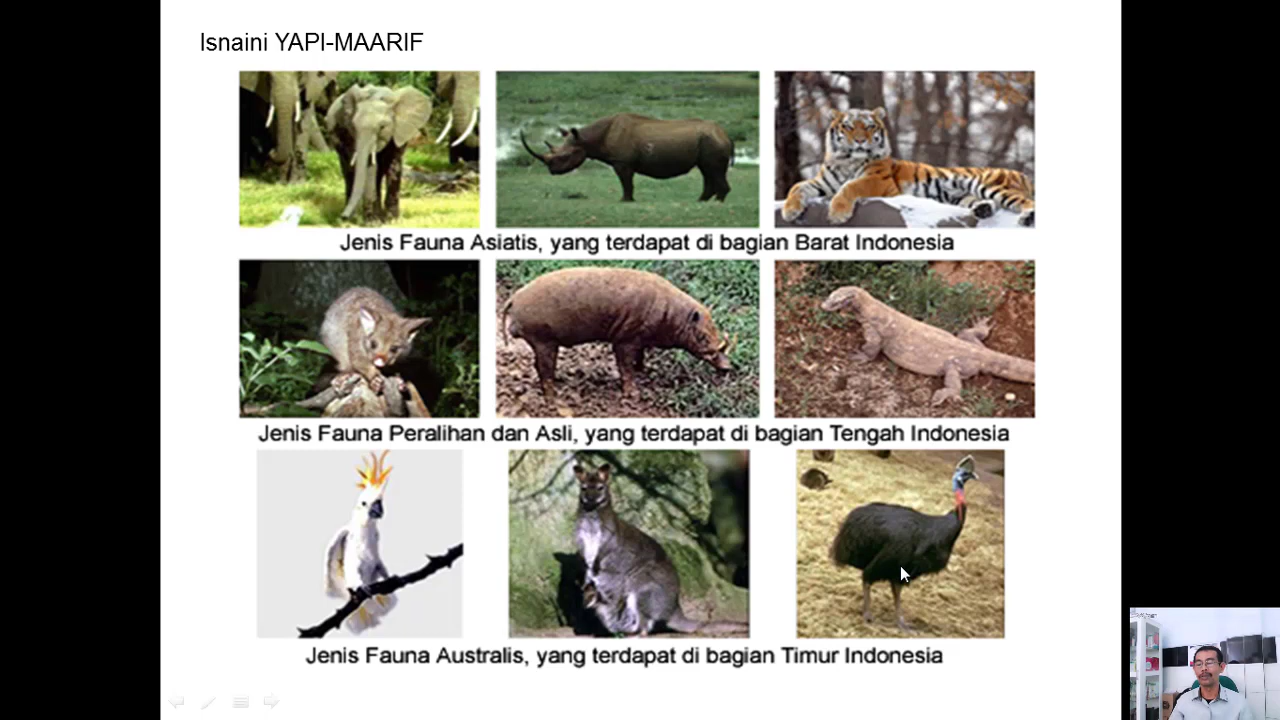 Isnaini YAPI-MAARIF
Jenis Fauna Asiatis, yang terdapat di bagian Barat Indonesia
Jenis Fauna Peralihan dan Asli, yang terdapat di bagian Tengah Indonesia
Jenis Fauna Australis, yang terdapat di bagian Timur Indonesia